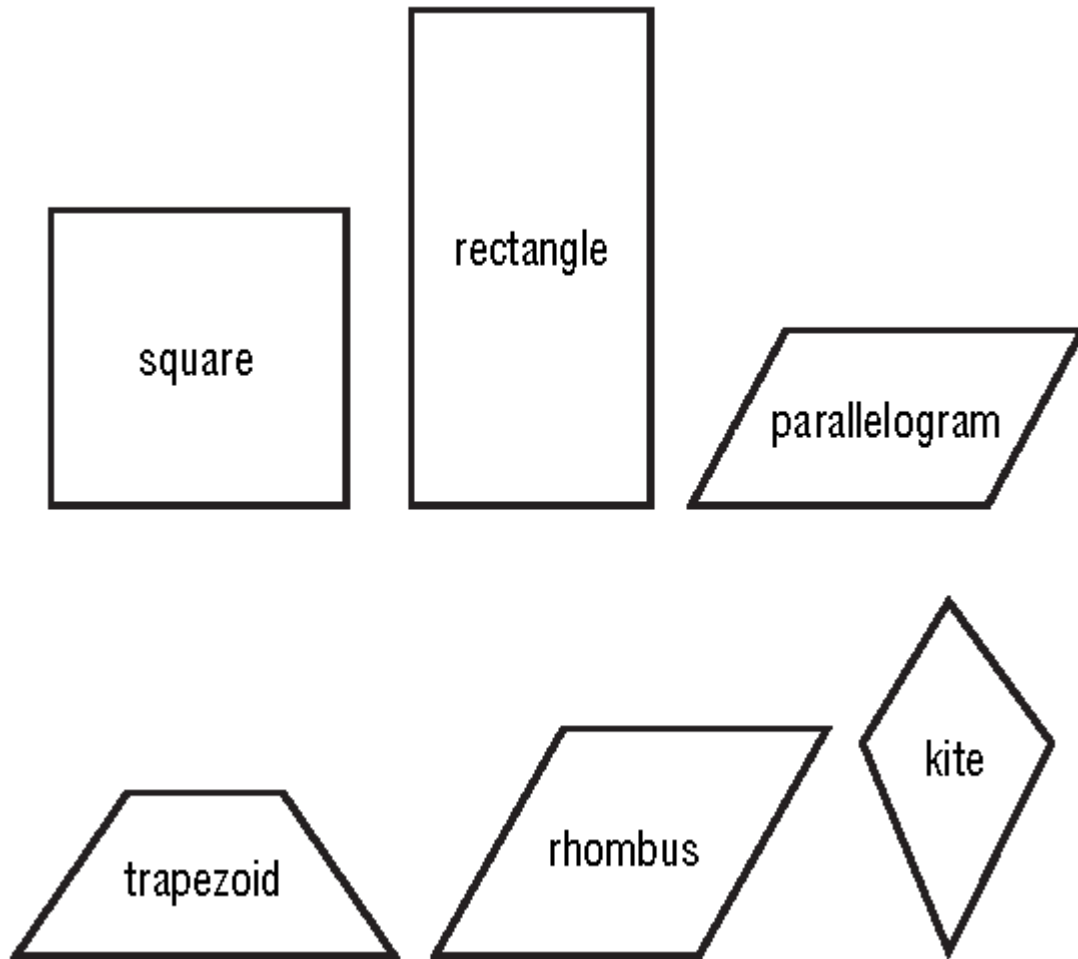 square
rectangle
parallelogram
trapezoid
rhombus
kite